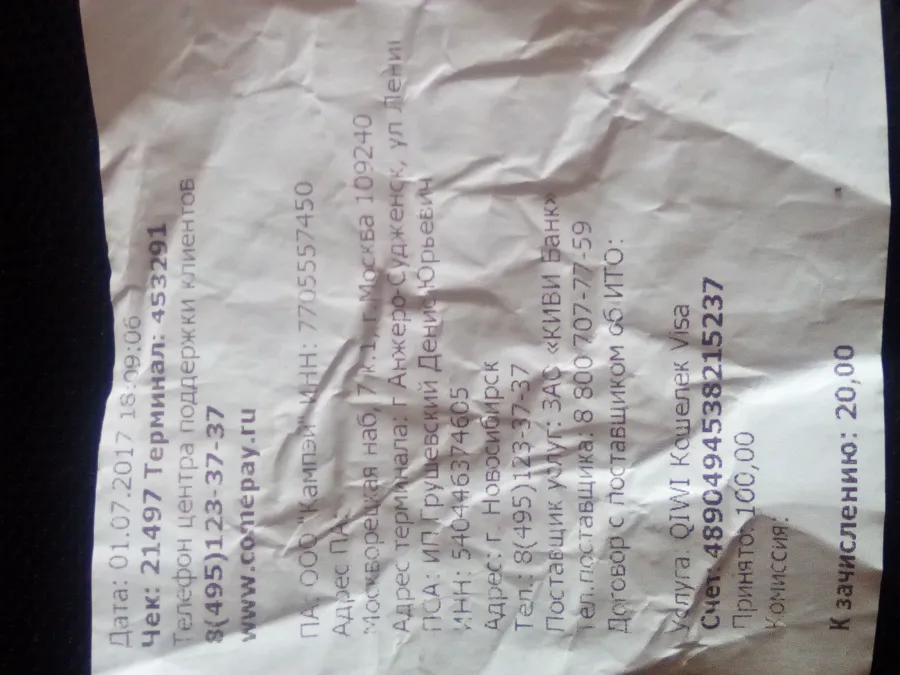 Дата: 01.07.2017 18:09:06
Чек: 21497 Терминал: 453291
Телефон центра поддержки клиентов
8(495)123-37-37
www.comepay.ru
ПА: ООО "Кампэй" ИНН: 7705557450
Адрес ПА:
Москворецкая наб, 7 к.1, г. Москва 109240
Адрес терминала: г Анжеро-Судженск, ул Лени
ПСА: ИП Грушевский Денис Юрьевич
ИНН: 540446374605
Адрес: г. Новосибирск
Тел.: 8(495)123-37-37
Поставщик услуг: ЗАО «КИВИ Банк»
Тел.поставщика: 8 800 707-77-59
Договор с поставщиком об ИТО:
Услуга: QIWI Кошелек Visa
Счет: 4890494538215237
Принято: 100,00
Комиссия:
К зачислению: 20,00